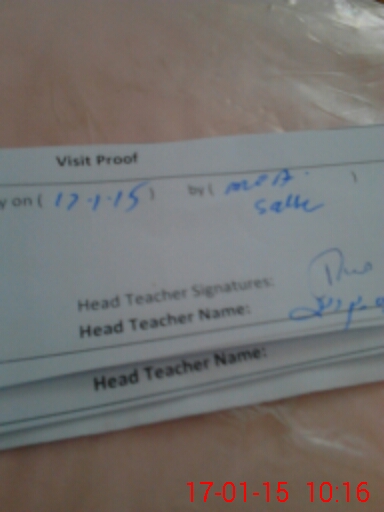 Visit Proof
y on ( 17.1.15 ) by ( )
Head Teacher Signatures:
Head Teacher Name:
Head Teacher Name:
17-01-15 10:16